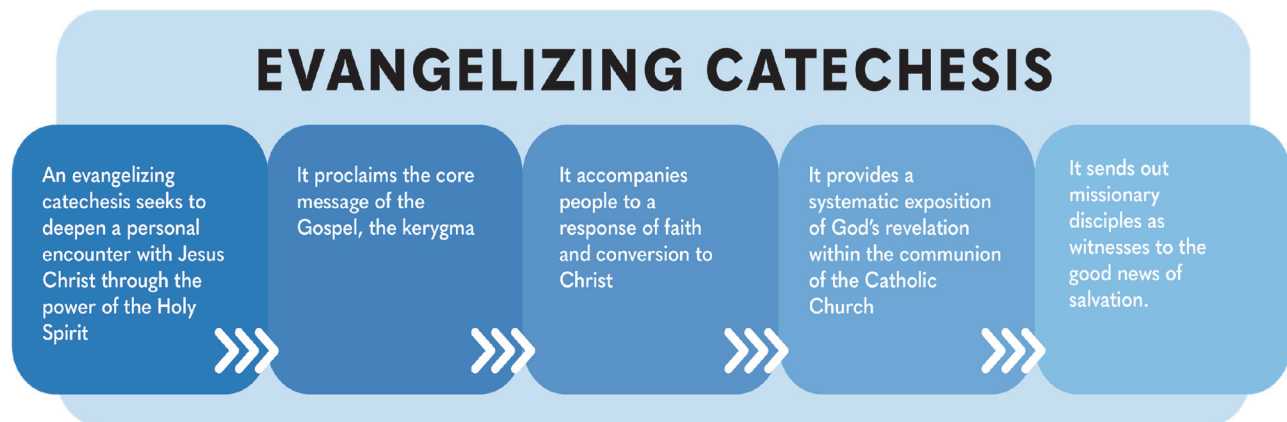 EVANGELIZING CATECHESIS
An evangelizing
catechesis seeks to
deepen a personal
encounter with Jesus
Christ through the
power of the Holy
Spirit
It proclaims the core
message of the
Gospel, the kerygma
It accompanies
people to a
response of faith
and conversion to
Christ
It provides a
systematic exposition
of God's revelation
within the communion
of the Catholic
Church
It sends out
missionary
disciples as
witnesses to the
good news of
salvation.